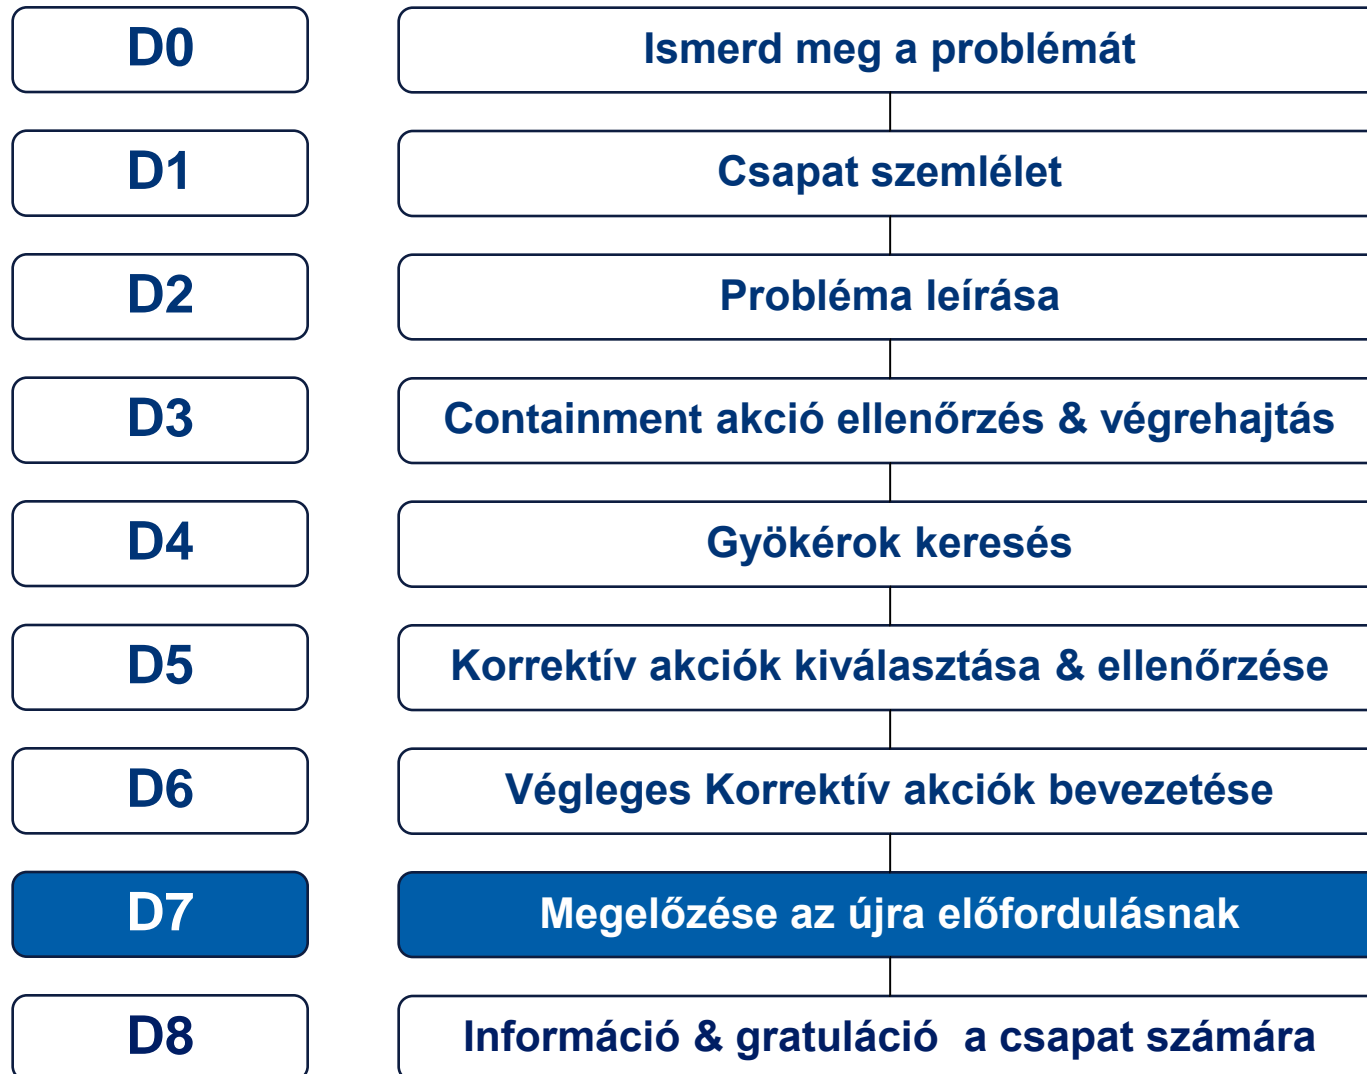 D0 Ismerd meg a problémát
D1 Csapat szemlélet
D2 Probléma leírása
D3 Containment akció ellenőrzés & végrehajtás
D4 Gyökérok keresés
D5 Korrektív akciók kiválasztása & ellenőrzése
D6 Végleges Korrektív akciók bevezetése
D7 Megelőzése az újra előfordulásnak
D8 Információ & gratuláció a csapat számára